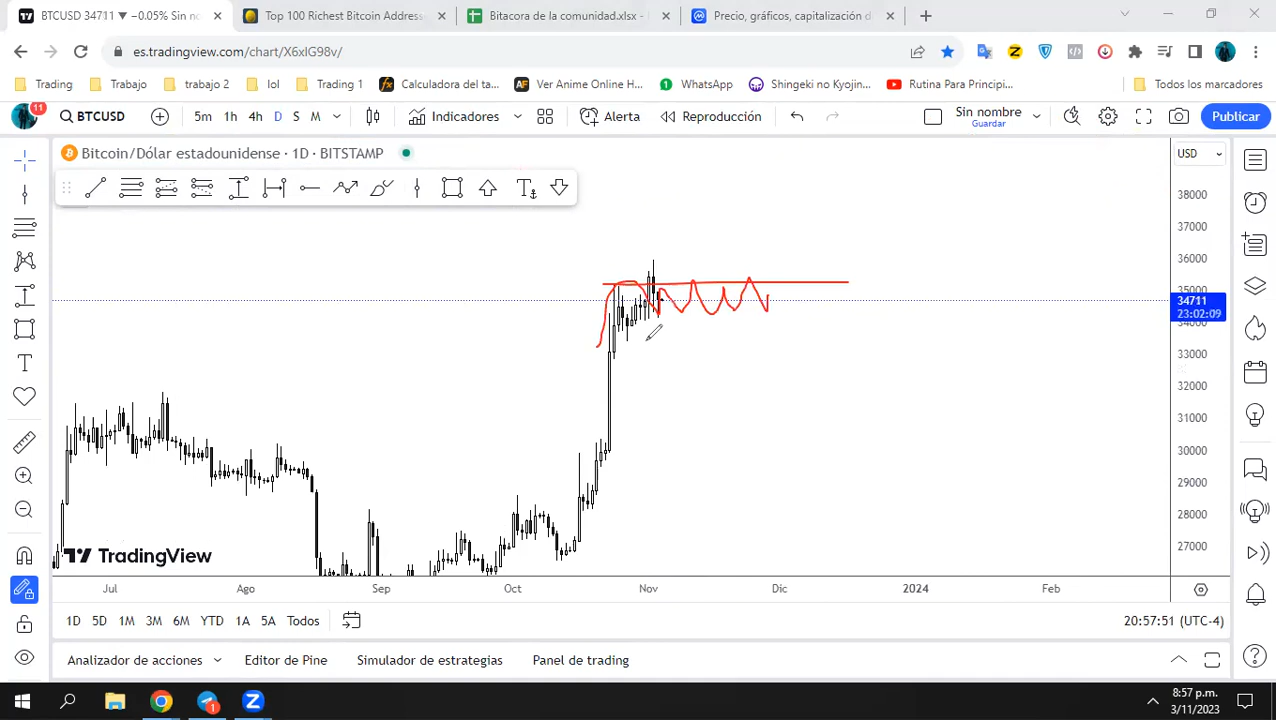 BTCUSD 34711 ▼ −0.05% Sin no
Top 100 Richest Bitcoin Address
Bitacora de la comunidad.xlsx -
Precio, gráficos, capitalización d
es.tradingview.com/chart/X6xIG98v/
Trading
Trabajo
trabajo 2
lol
Trading 1
Calculadora del ta...
Ver Anime Online H...
WhatsApp
Shingeki no Kyojin...
Rutina Para Principi...
Todos los marcadores
11
BTCUSD
5m 1h 4h D S M
Indicadores
Alerta
Reproducción
Sin nombre
Guardar
Publicar
Bitcoin/Dólar estadounidense · 1D · BITSTAMP
USD
38000
37000
36000
35000
34711
23:02:09
34000
33000
32000
31000
30000
29000
28000
27000
TradingView
Jul Ago Sep Oct Nov Dic 2024 Feb
1D 5D 1M 3M 6M YTD 1A 5A Todos
20:57:51 (UTC-4)
Analizador de acciones
Editor de Pine
Simulador de estrategias
Panel de trading
8:57 p.m.
3/11/2023